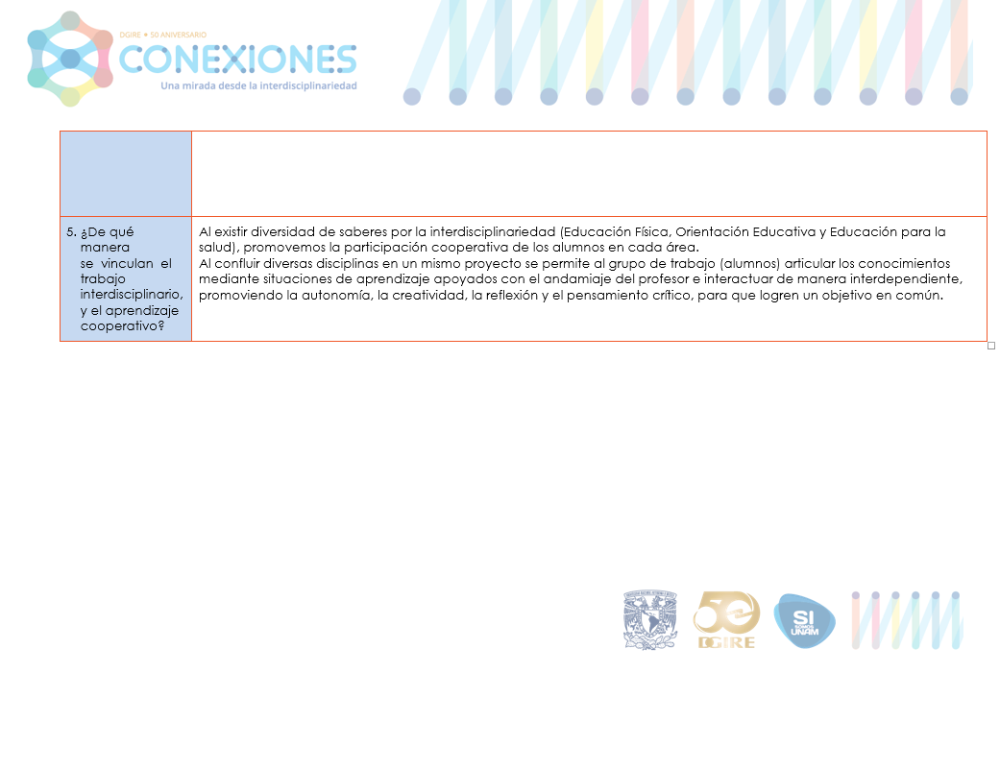 DGIRE • 50 ANIVERSARIO
CONEXIONES
Una mirada desde la interdisciplinariedad
5. ¿De qué
manera
se vinculan el
trabajo
interdisciplinario,
y el aprendizaje
cooperativo?
Al existir diversidad de saberes por la interdisciplinariedad (Educación Física, Orientación Educativa y Educación para la
salud), promovemos la participación cooperativa de los alumnos en cada área.
Al confluir diversas disciplinas en un mismo proyecto se permite al grupo de trabajo (alumnos) articular los conocimientos
mediante situaciones de aprendizaje apoyados con el andamiaje del profesor e interactuar de manera interdependiente,
promoviendo la autonomía, la creatividad, la reflexión y el pensamiento crítico, para que logren un objetivo en común.
50
DGIRE
SI
SOMOS
UNAM